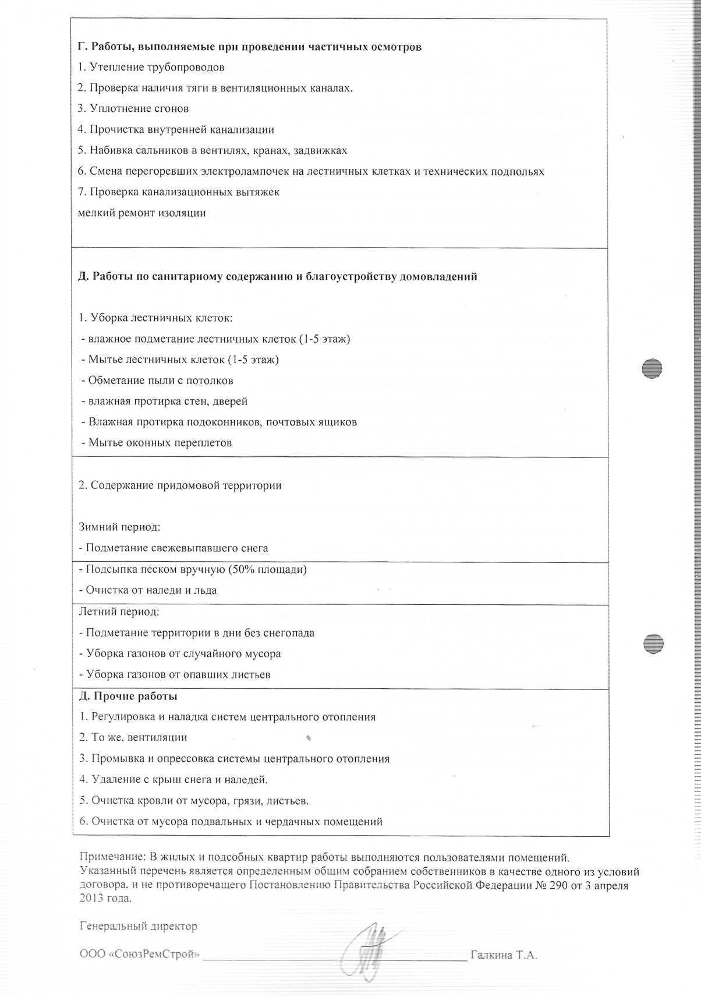 Г. Работы, выполняемые при проведении частичных осмотров
1. Утепление трубопроводов
2. Проверка наличия тяги в вентиляционных каналах.
3. Уплотнение сгонов
4. Прочистка внутренней канализации
5. Набивка сальников в вентилях, кранах, задвижках
6. Смена перегоревших электролампочек на лестничных клетках и технических подпольях
7. Проверка канализационных вытяжек
мелкий ремонт изоляции
Д. Работы по санитарному содержанию и благоустройству домовладений
1. Уборка лестничных клеток:
- влажное подметание лестничных клеток (1-5 этаж)
- Мытье лестничных клеток (1-5 этаж)
- Обметание пыли с потолков
- влажная протирка стен, дверей
- Влажная протирка подоконников, почтовых ящиков
- Мытье оконных переплетов
2. Содержание придомовой территории
Зимний период:
- Подметание свежевыпавшего снега
- Подсыпка песком вручную (50% площади)
- Очистка от наледи и льда
Летний период:
- Подметание территории в дни без снегопада
- Уборка газонов от случайного мусора
- Уборка газонов от опавших листьев
Д. Прочие работы
1. Регулировка и наладка систем центрального отопления
2. То же, вентиляции
3. Промывка и опрессовка системы центрального отопления
4. Удаление с крыш снега и наледей.
5. Очистка кровли от мусора, грязи, листьев.
6. Очистка от мусора подвальных и чердачных помещений
Примечание: В жилых и подсобных квартир работы выполняются пользователями помещений.
Указанный перечень является определенным общим собранием собственников в качестве одного из условий
договора, и не противоречащего Постановлению Правительства Российской Федерации № 290 от 3 апреля
2013 года.
Генеральный директор
ООО «СоюзРемСтрой» Галкина Т.А.